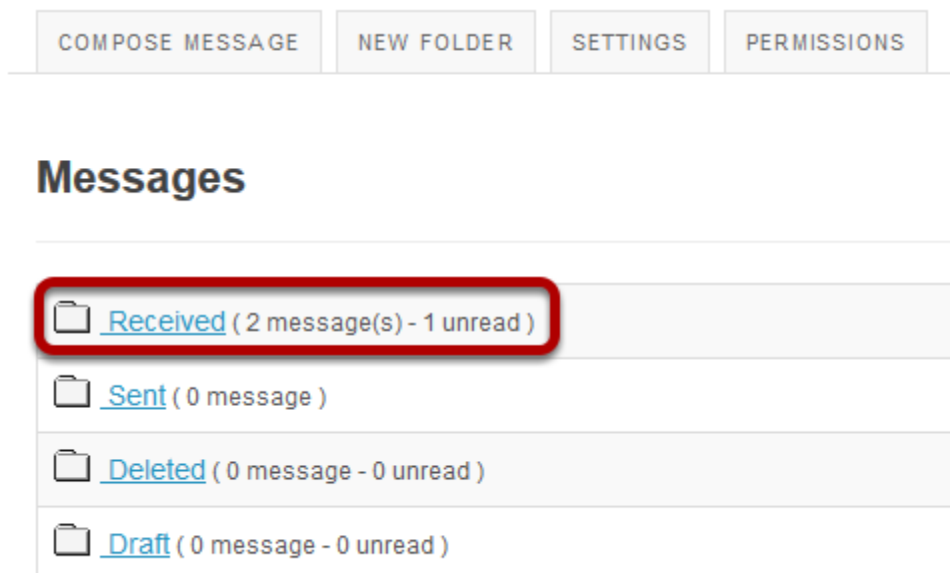 COMPOSE MESSAGE NEW FOLDER SETTINGS PERMISSIONS
Messages
Received ( 2 message(s) - 1 unread )
Sent ( 0 message )
Deleted ( 0 message - 0 unread )
Draft ( 0 message - 0 unread )